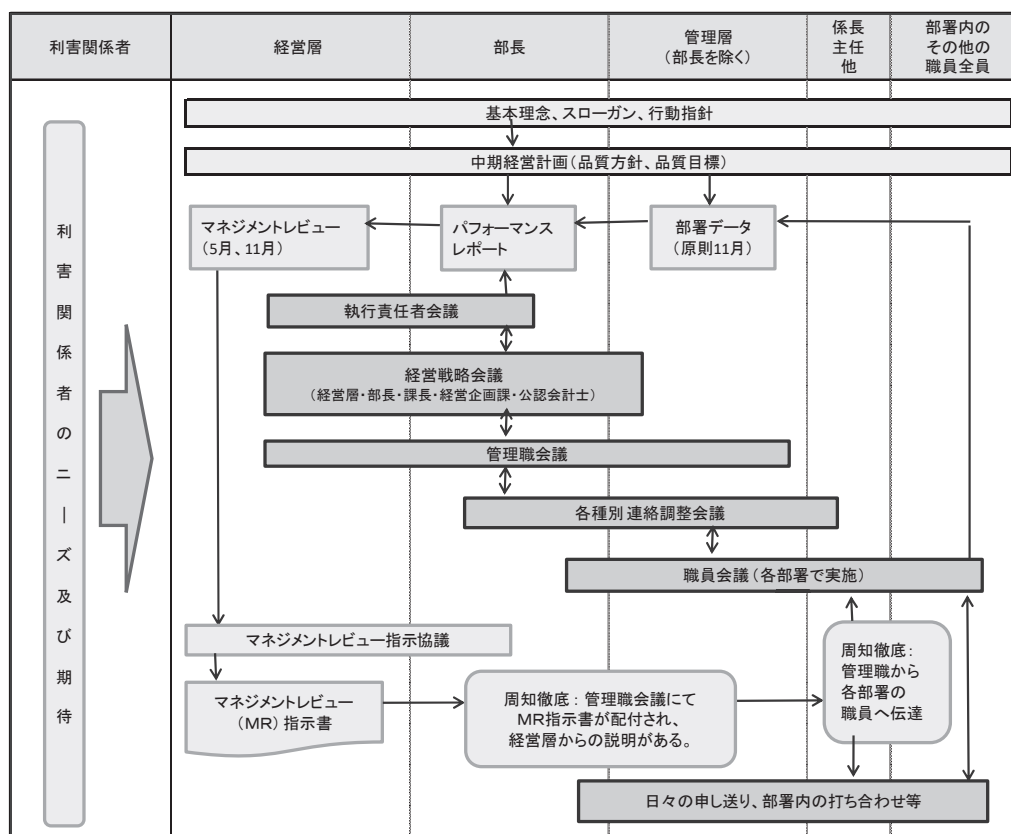 利害関係者
経営層
部長
管理層
（部長を除く）
係長
主任
他
部署内の
その他の
職員全員
基本理念、スローガン、行動指針
中期経営計画（品質方針、品質目標）
利害関係者のニーズ及び期待
マネジメントレビュー
（5月、11月）
パフォーマンス
レポート
部署データ
（原則11月）
執行責任者会議
経営戦略会議
（経営層・部長・課長・経営企画課・公認会計士）
管理職会議
各種別連絡調整会議
職員会議（各部署で実施）
マネジメントレビュー指示協議
マネジメントレビュー
（MR）指示書
周知徹底：管理職会議にて
MR指示書が配付され、
経営層からの説明がある。
周知徹底：
管理職から
各部署の
職員へ伝達
日々の申し送り、部署内の打ち合わせ等